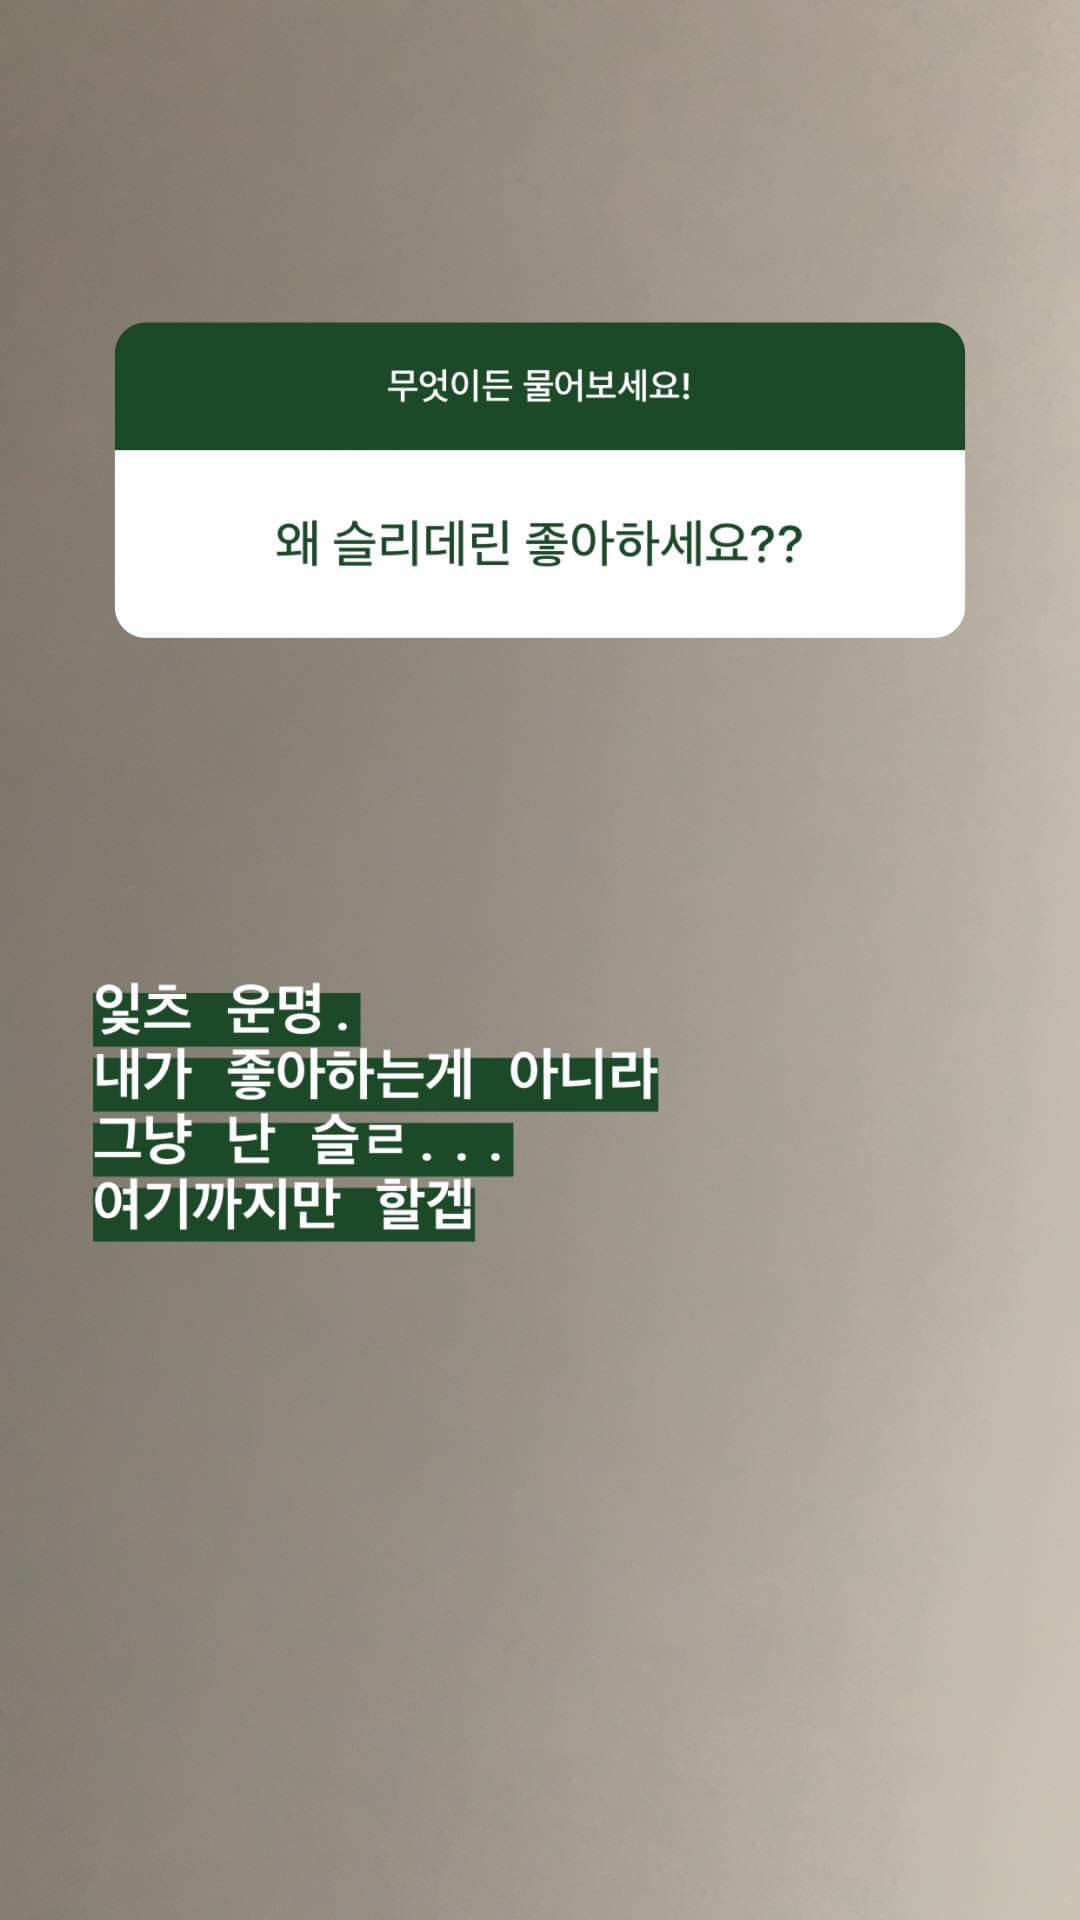 무엇이든 물어보세요!
왜 슬리데린 좋아하세요??
잋츠 운명.
내가 좋아하는게 아니라
그냥 난 슬ㄹ...
여기까지만 할겝